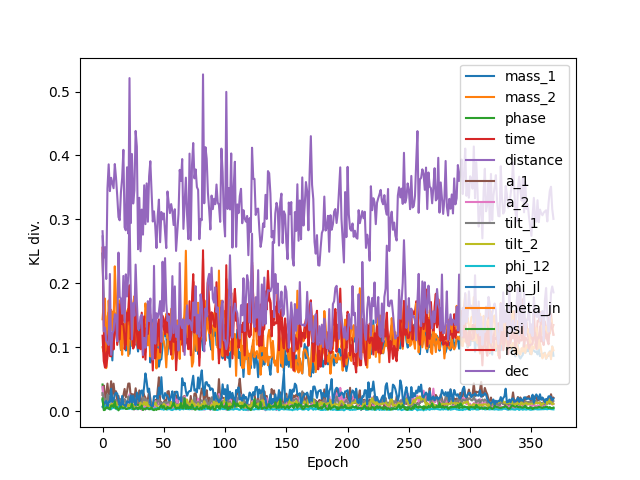 KL div.
0.5
0.4
0.3
0.2
0.1
0.0
mass_1
mass_2
phase
time
distance
a_1
a_2
tilt_1
tilt_2
phi_12
phi_jl
theta_jn
psi
ra
dec
0 50 100 150 200 250 300 350
Epoch